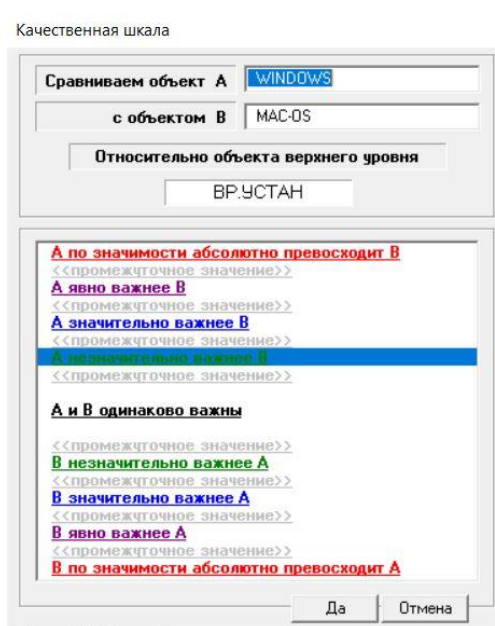 Качественная шкала
Сравниваем объект А WINDOWS
с объектом В MAC-OS
Относительно объекта верхнего уровня
ВР.УСТАН
А по значимости абсолютно превосходит В
<<промежуточное значение>>
А явно важнее В
<<промежуточное значение>>
А значительно важнее В
<<промежуточное значение>>
А незначительно важнее В
<<промежуточное значение>>
А и В одинаково важны
<<промежуточное значение>>
В незначительно важнее А
<<промежуточное значение>>
В значительно важнее А
<<промежуточное значение>>
В явно важнее А
<<промежуточное значение>>
В по значимости абсолютно превосходит А
Да Отмена